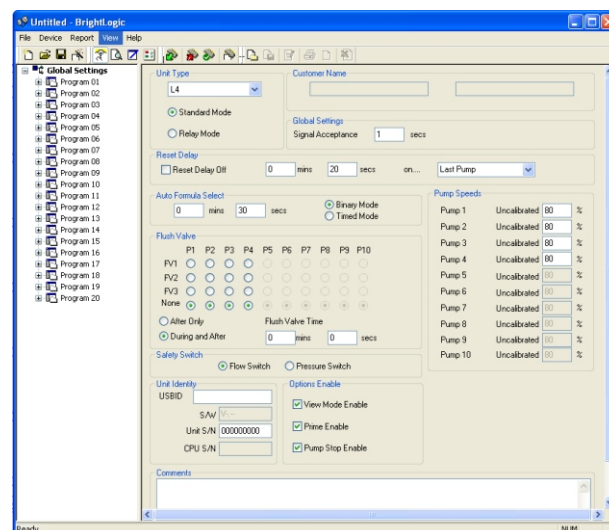 Untitled - BrightLogic
File Device Report View Help
Global Settings
Program 01
Program 02
Program 03
Program 04
Program 05
Program 06
Program 07
Program 08
Program 09
Program 10
Program 11
Program 12
Program 13
Program 14
Program 15
Program 16
Program 17
Program 18
Program 19
Program 20
Unit Type
L4
Standard Mode
Relay Mode
Customer Name
Global Settings
Signal Acceptance 1 secs
Reset Delay
Reset Delay Off 0 mins 20 secs on.... Last Pump
Auto Formula Select
0 mins 30 secs
Binary Mode
Timed Mode
Flush Valve
P1 P2 P3 P4 P5 P6 P7 P8 P9 P10
FV1
FV2
FV3
None
After Only
During and After
Flush Valve Time
0 mins 0 secs
Safety Switch
Flow Switch Pressure Switch
Unit Identity
USBID
S/W V-.--
Unit S/N 000000000
CPU S/N
Options Enable
View Mode Enable
Prime Enable
Pump Stop Enable
Pump Speeds
Pump 1 Uncalibrated 80 %
Pump 2 Uncalibrated 80 %
Pump 3 Uncalibrated 80 %
Pump 4 Uncalibrated 80 %
Pump 5 Uncalibrated 80 %
Pump 6 Uncalibrated 80 %
Pump 7 Uncalibrated 80 %
Pump 8 Uncalibrated 80 %
Pump 9 Uncalibrated 80 %
Pump 10 Uncalibrated 80 %
Comments
Ready NUM